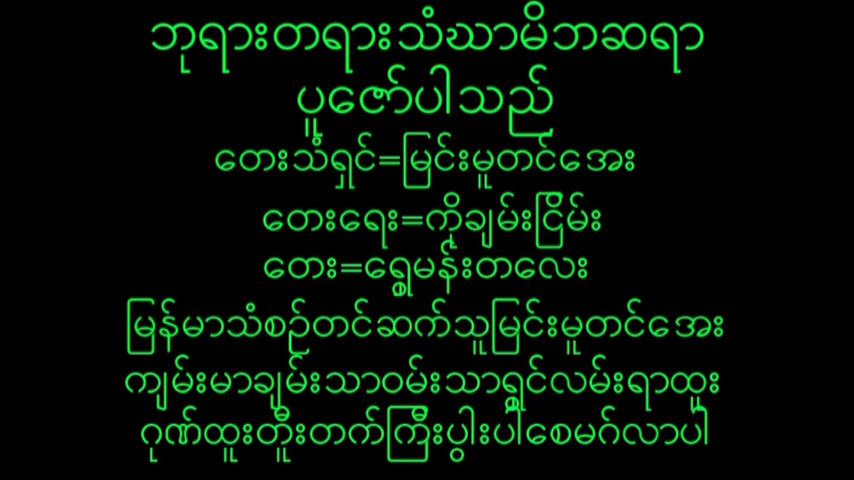 ဘုရားတရားသံဃာမိဘဆရာ
ပူဇော်ပါသည်
တေးသံရှင်=မြင်းမူတင်အေး
တေးရေး=ကိုချမ်းငြိမ်း
တေး=ရွှေမန်းတလေး
မြန်မာသံစဉ်တင်ဆက်သူမြင်းမူတင်အေး
ကျမ်းမာချမ်းသာဝမ်းသာရွှင်လမ်းရာထူး
ဂုဏ်ထူးတိူးတက်ကြီးပွါးပါစေမင်္ဂလာပါ